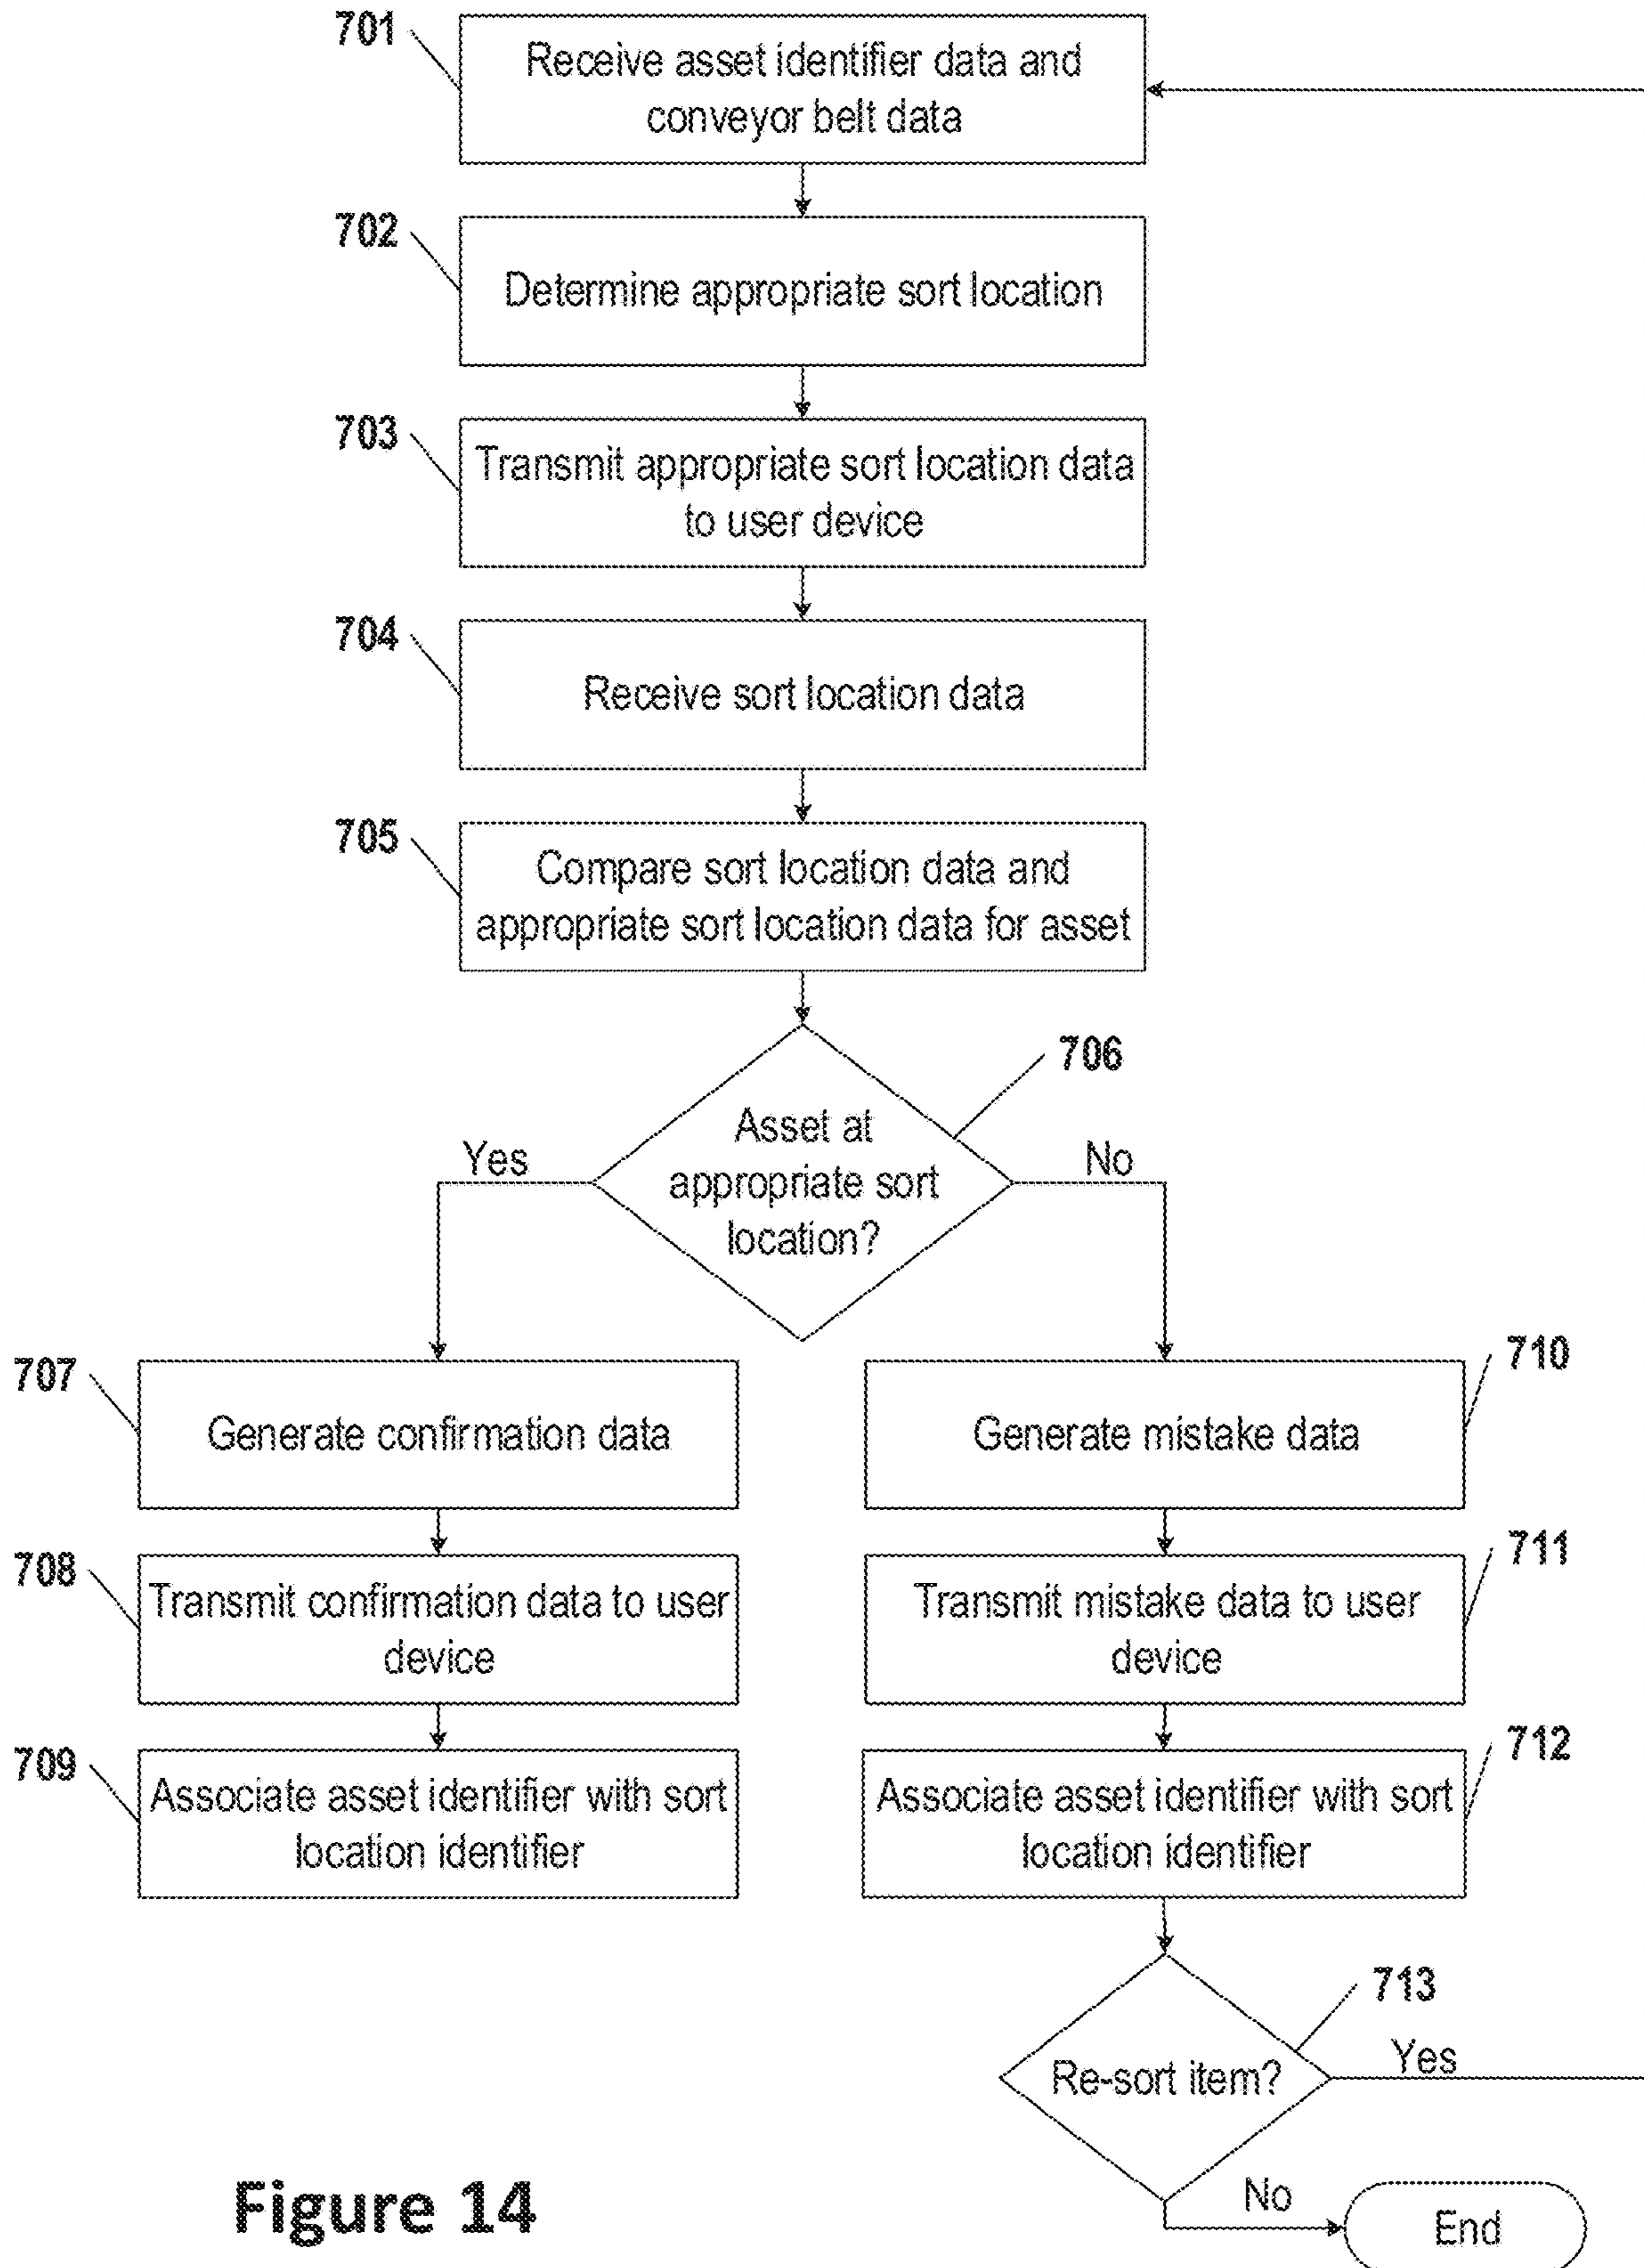 701
Receive asset identifier data and
conveyor belt data
702
Determine appropriate sort location
703
Transmit appropriate sort location data
to user device
704
Receive sort location data
705
Compare sort location data and
appropriate sort location data for asset
706
Asset at
appropriate sort
location?
Yes
No
707
Generate confirmation data
710
Generate mistake data
708
Transmit confirmation data to user
device
711
Transmit mistake data to user
device
709
Associate asset identifier with sort
location identifier
712
Associate asset identifier with sort
location identifier
713
Re-sort item?
Yes
No
End
Figure 14